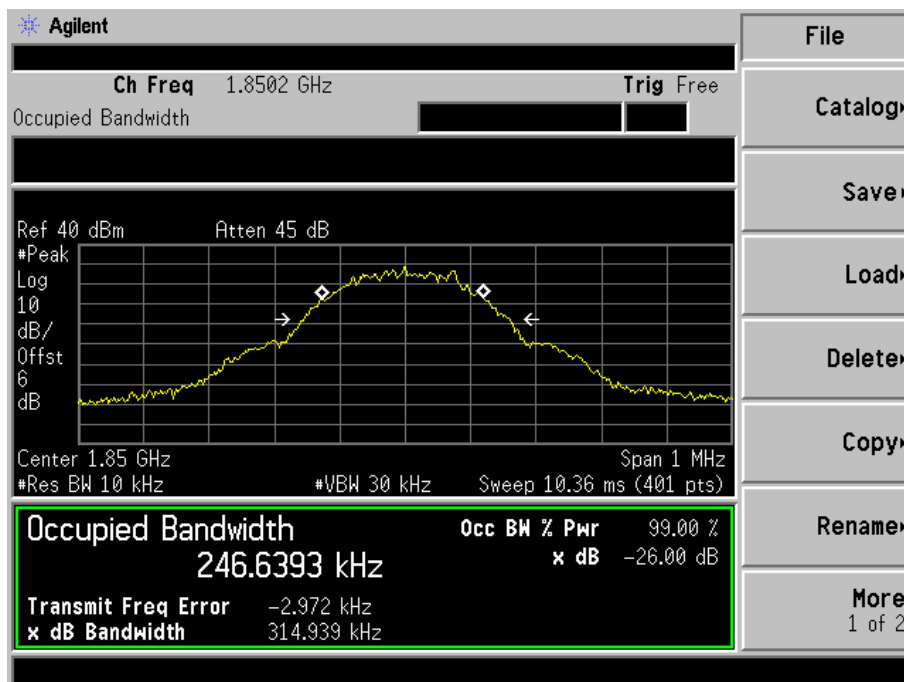 Agilent
File
Ch Freq 1.8502 GHz Trig Free
Occupied Bandwidth
Catalog
Save
Ref 40 dBm Atten 45 dB
#Peak
Log
10
dB/
Offst
6
dB
Load
Delete
Copy
Center 1.85 GHz Span 1 MHz
#Res BW 10 kHz #VBW 30 kHz Sweep 10.36 ms (401 pts)
Occupied Bandwidth Occ BW % Pwr 99.00 %
246.6393 kHz x dB -26.00 dB
Rename
Transmit Freq Error -2.972 kHz
x dB Bandwidth 314.939 kHz
More
1 of 2